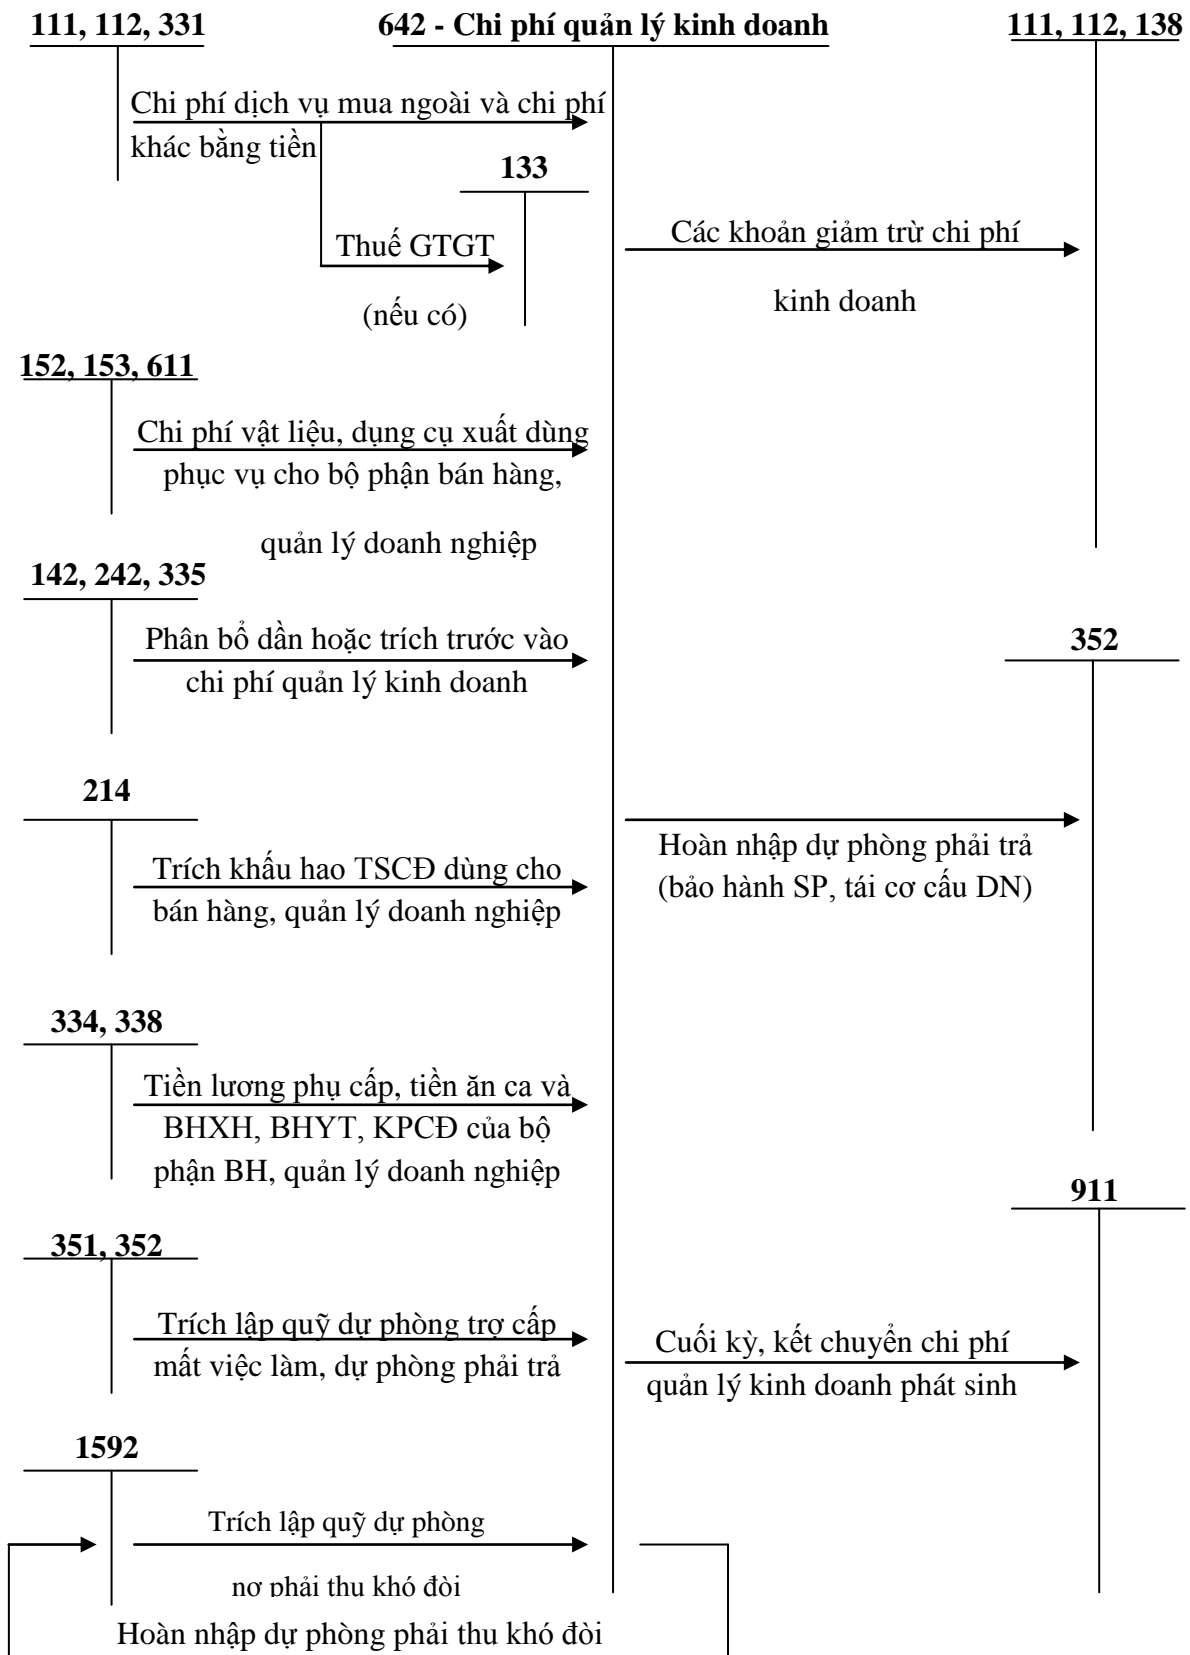 111, 112, 331
642 - Chi phí quản lý kinh doanh
111, 112, 138
Chi phí dịch vụ mua ngoài và chi phí
khác bằng tiền
133
Thuế GTGT
(nếu có)
Các khoản giảm trừ chi phí
kinh doanh
152, 153, 611
Chi phí vật liệu, dụng cụ xuất dùng
phục vụ cho bộ phận bán hàng,
quản lý doanh nghiệp
142, 242, 335
Phân bổ dần hoặc trích trước vào
chi phí quản lý kinh doanh
352
214
Trích khấu hao TSCĐ dùng cho
bán hàng, quản lý doanh nghiệp
Hoàn nhập dự phòng phải trả
(bảo hành SP, tái cơ cấu DN)
334, 338
Tiền lương phụ cấp, tiền ăn ca và
BHXH, BHYT, KPCĐ của bộ
phận BH, quản lý doanh nghiệp
911
351, 352
Trích lập quỹ dự phòng trợ cấp
mất việc làm, dự phòng phải trả
Cuối kỳ, kết chuyển chi phí
quản lý kinh doanh phát sinh
1592
Trích lập quỹ dự phòng
nợ phải thu khó đòi
Hoàn nhập dự phòng phải thu khó đòi